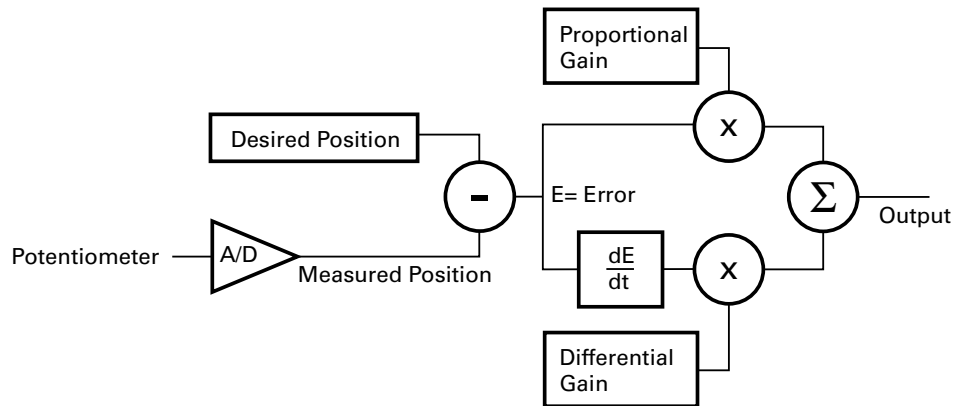 Proportional
Gain
x
Desired Position
-
E= Error
Σ
Output
Potentiometer
A/D
Measured Position
dE
dt
x
Differential
Gain